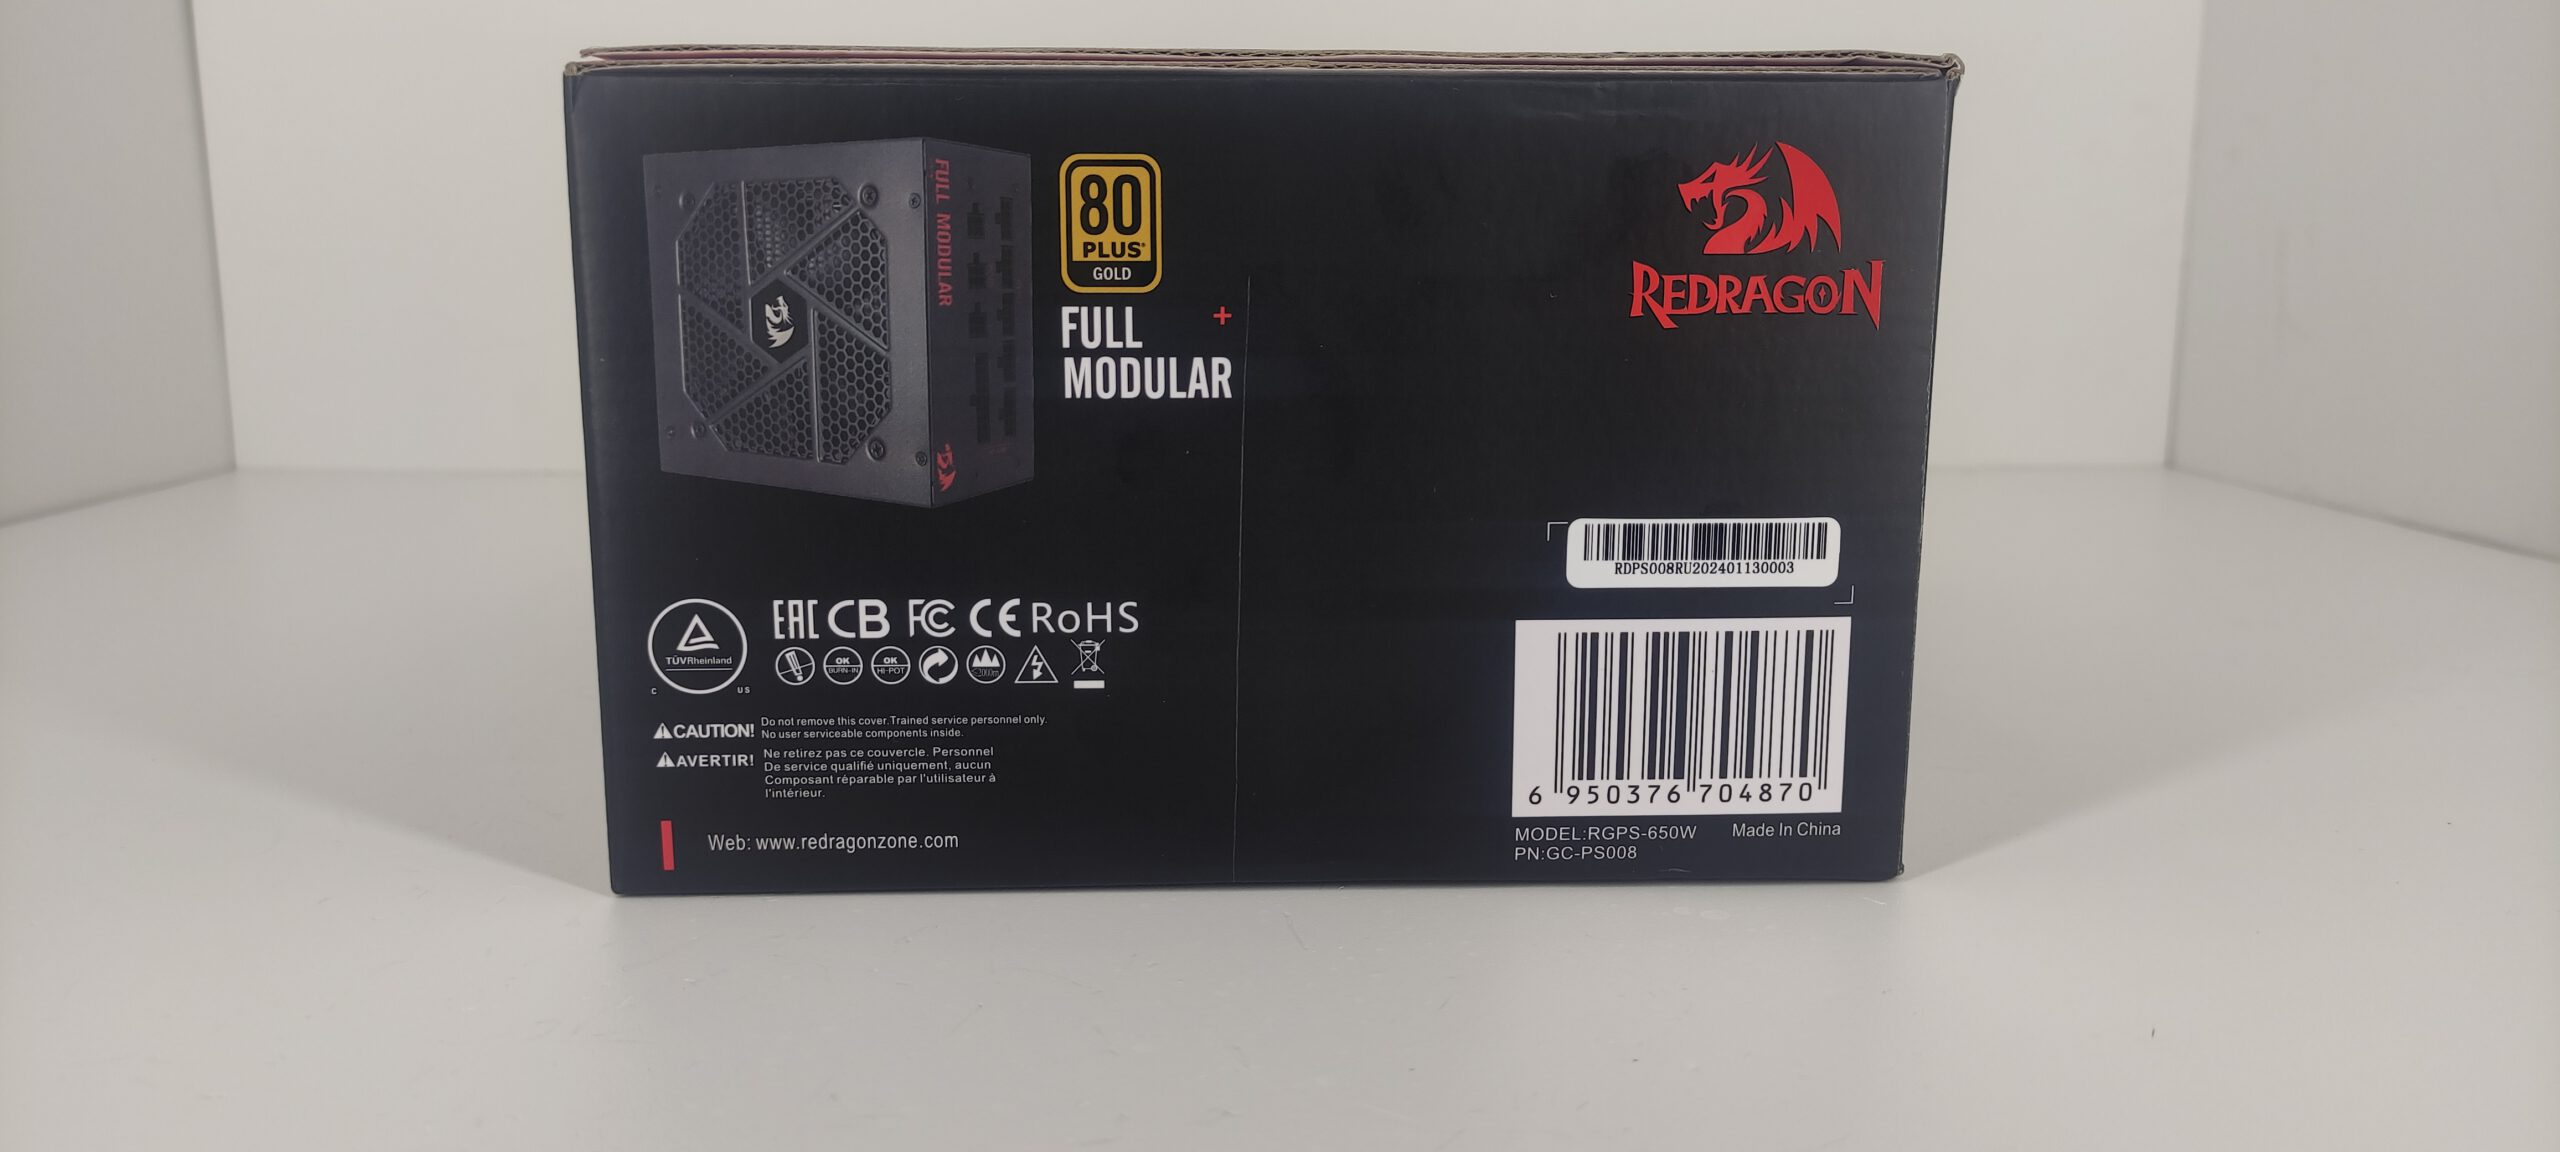 FULL MODULAR
80
PLUS®
GOLD
FULL +
MODULAR
REDRAGON
RDPS008RU202401130003
TÜVRheinland
C US
EAC CB FC CE RoHS
OK
BURN-IN
OK
HI-POT
≤2000m
CAUTION! Do not remove this cover.Trained service personnel only.
No user serviceable components inside.
AVERTIR! Ne retirez pas ce couvercle. Personnel
De service qualifié uniquement, aucun
Composant réparable par l'utilisateur à
l'intérieur.
Web: www.redragonzone.com
6 950376 704870
MODEL:RGPS-650W Made In China
PN:GC-PS008